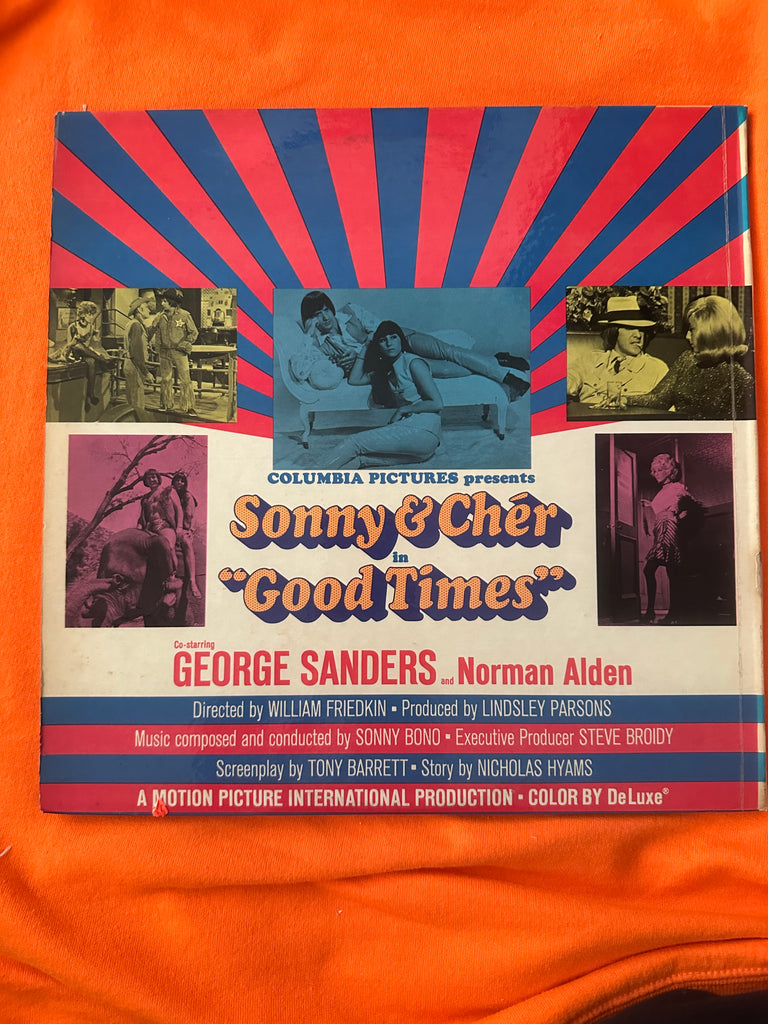 COLUMBIA PICTURES presents
Sonny & Chér
in
"Good Times"
Co-starring
GEORGE SANDERS and Norman Alden
Directed by WILLIAM FRIEDKIN ▪ Produced by LINDSLEY PARSONS
Music composed and conducted by SONNY BONO ▪ Executive Producer STEVE BROIDY
Screenplay by TONY BARRETT ▪ Story by NICHOLAS HYAMS
A MOTION PICTURE INTERNATIONAL PRODUCTION ▪ COLOR BY DeLuxe®